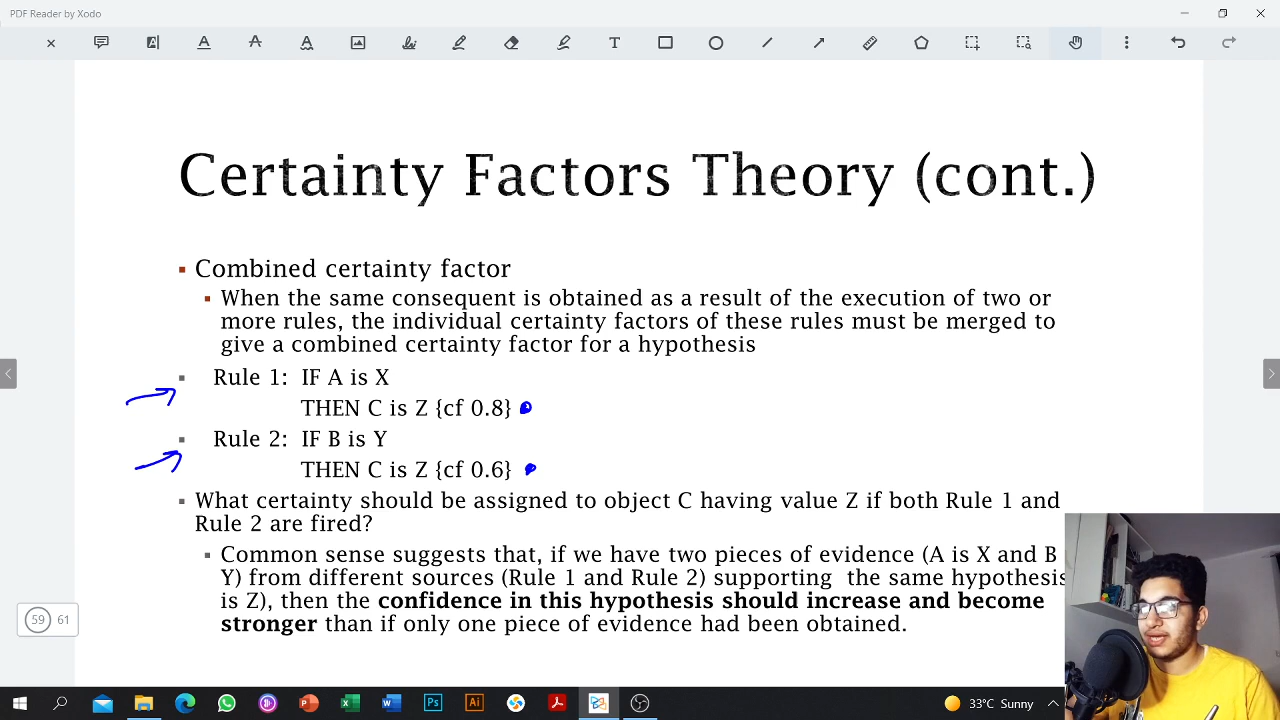 PDF Reader by Xodo
Certainty Factors Theory (cont.)
Combined certainty factor
When the same consequent is obtained as a result of the execution of two or
more rules, the individual certainty factors of these rules must be merged to
give a combined certainty factor for a hypothesis
Rule 1: IF A is X
THEN C is Z {cf 0.8}
Rule 2: IF B is Y
THEN C is Z {cf 0.6}
What certainty should be assigned to object C having value Z if both Rule 1 and
Rule 2 are fired?
Common sense suggests that, if we have two pieces of evidence (A is X and B
Y) from different sources (Rule 1 and Rule 2) supporting the same hypothesis
is Z), then the confidence in this hypothesis should increase and become
stronger than if only one piece of evidence had been obtained.
59 61
33°C Sunny